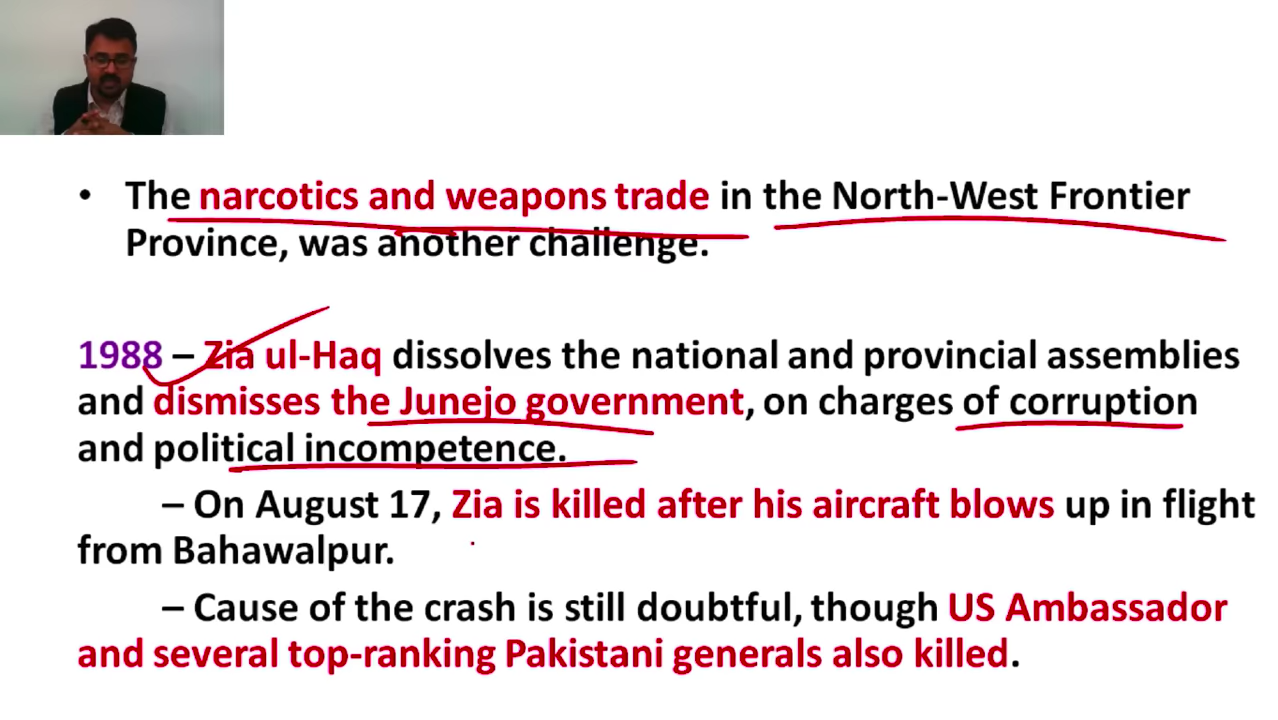 • The narcotics and weapons trade in the North-West Frontier
Province, was another challenge.
1988 – Zia ul-Haq dissolves the national and provincial assemblies
and dismisses the Junejo government, on charges of corruption
and political incompetence.
– On August 17, Zia is killed after his aircraft blows up in flight
from Bahawalpur.
– Cause of the crash is still doubtful, though US Ambassador
and several top-ranking Pakistani generals also killed.